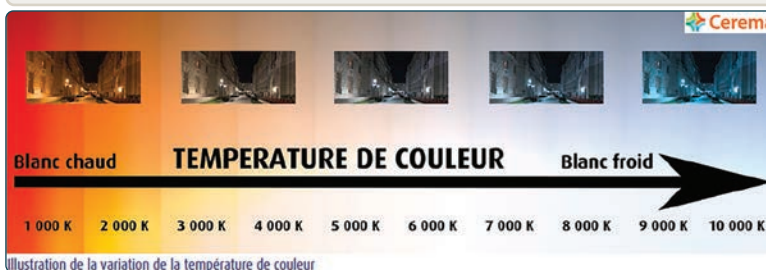 Cerema
Blanc chaud TEMPERATURE DE COULEUR Blanc froid
1 000 K 2 000 K 3 000 K 4 000 K 5 000 K 6 000 K 7 000 K 8 000 K 9 000 K 10 000 K
Illustration de la variation de la température de couleur